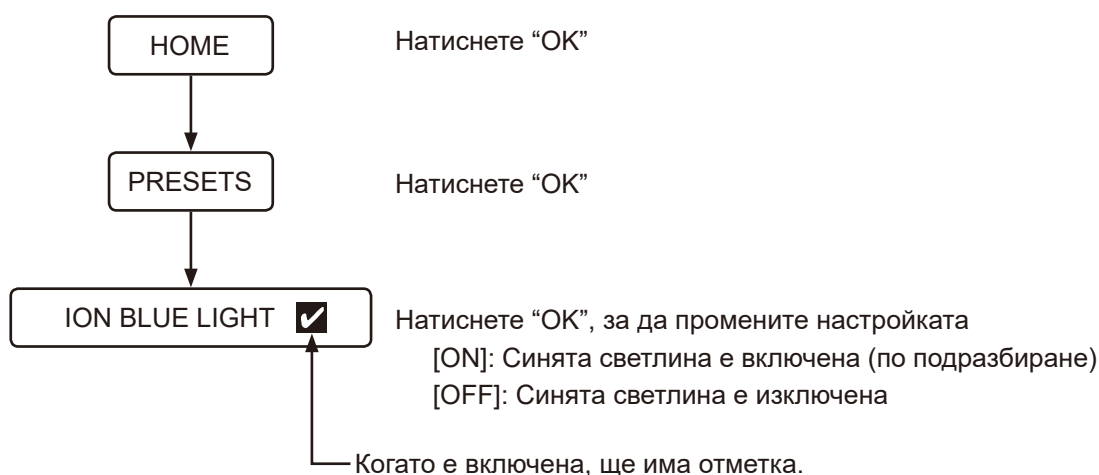 HOME
Натиснете “OK”
PRESETS
Натиснете “OK”
ION BLUE LIGHT ✔
Натиснете “OK”, за да промените настройката
[ON]: Синята светлина е включена (по подразбиране)
[OFF]: Синята светлина е изключена
Когато е включена, ще има отметка.